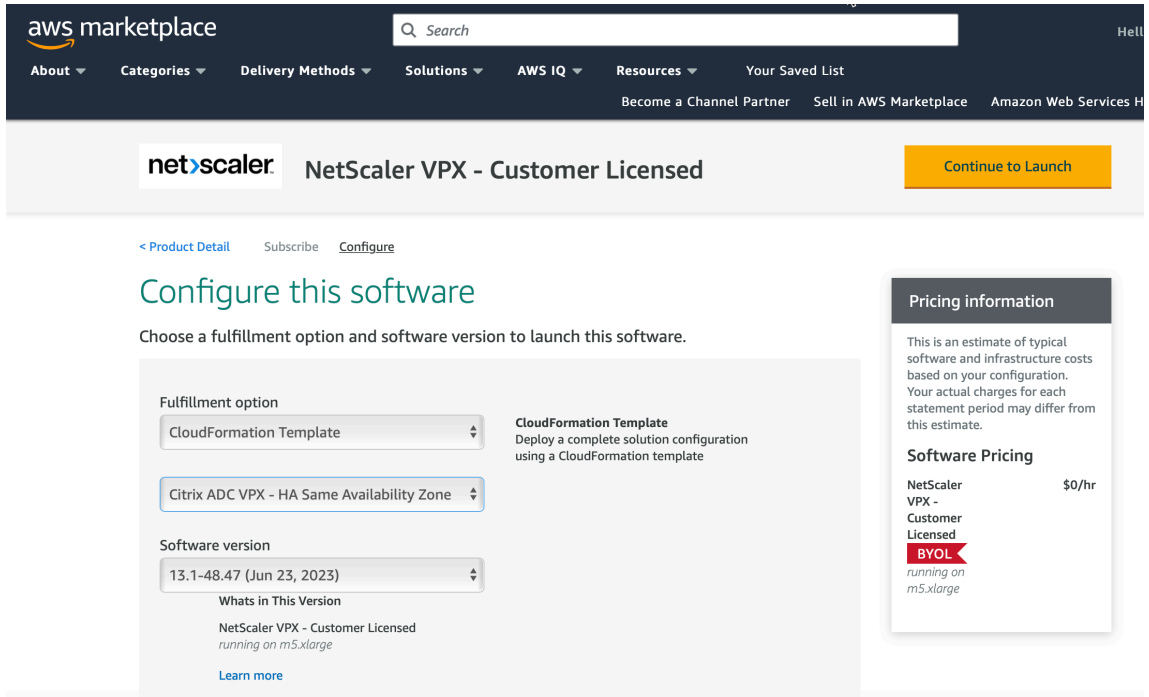 aws marketplace
Search
Hell
About
Categories
Delivery Methods
Solutions
AWS IQ
Resources
Your Saved List
Become a Channel Partner
Sell in AWS Marketplace
Amazon Web Services H
net>scaler.
NetScaler VPX - Customer Licensed
Continue to Launch
< Product Detail
Subscribe
Configure
Configure this software
Choose a fulfillment option and software version to launch this software.
Fulfillment option
CloudFormation Template
CloudFormation Template
Deploy a complete solution configuration
using a CloudFormation template
Citrix ADC VPX - HA Same Availability Zone
Software version
13.1-48.47 (Jun 23, 2023)
Whats in This Version
NetScaler VPX - Customer Licensed
running on m5.xlarge
Learn more
Pricing information
This is an estimate of typical
software and infrastructure costs
based on your configuration.
Your actual charges for each
statement period may differ from
this estimate.
Software Pricing
NetScaler $0/hr
VPX -
Customer
Licensed
BYOL
running on
m5.xlarge